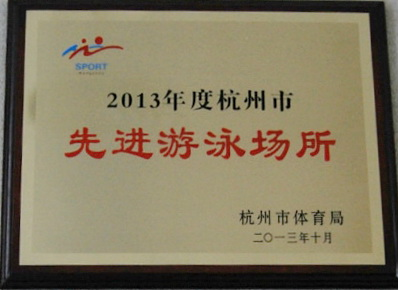 SPORT
2013年度杭州市
先进游泳场所
杭州市体育局
二〇一三年十月